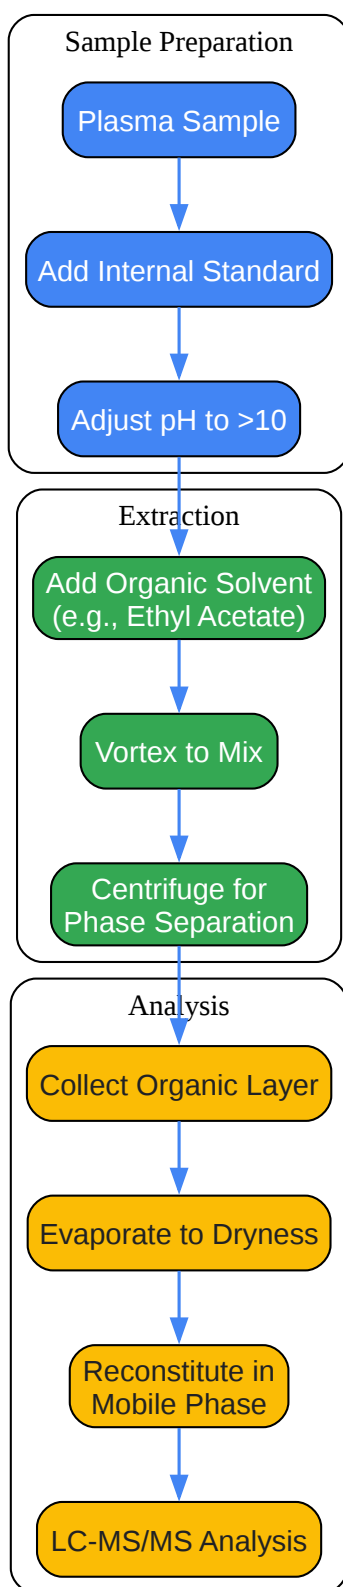 Sample Preparation
Plasma Sample
Add Internal Standard
Adjust pH to >10
Extraction
Add Organic Solvent
(e.g., Ethyl Acetate)
Vortex to Mix
Centrifuge for
Phase Separation
Analysis
Collect Organic Layer
Evaporate to Dryness
Reconstitute in
Mobile Phase
LC-MS/MS Analysis